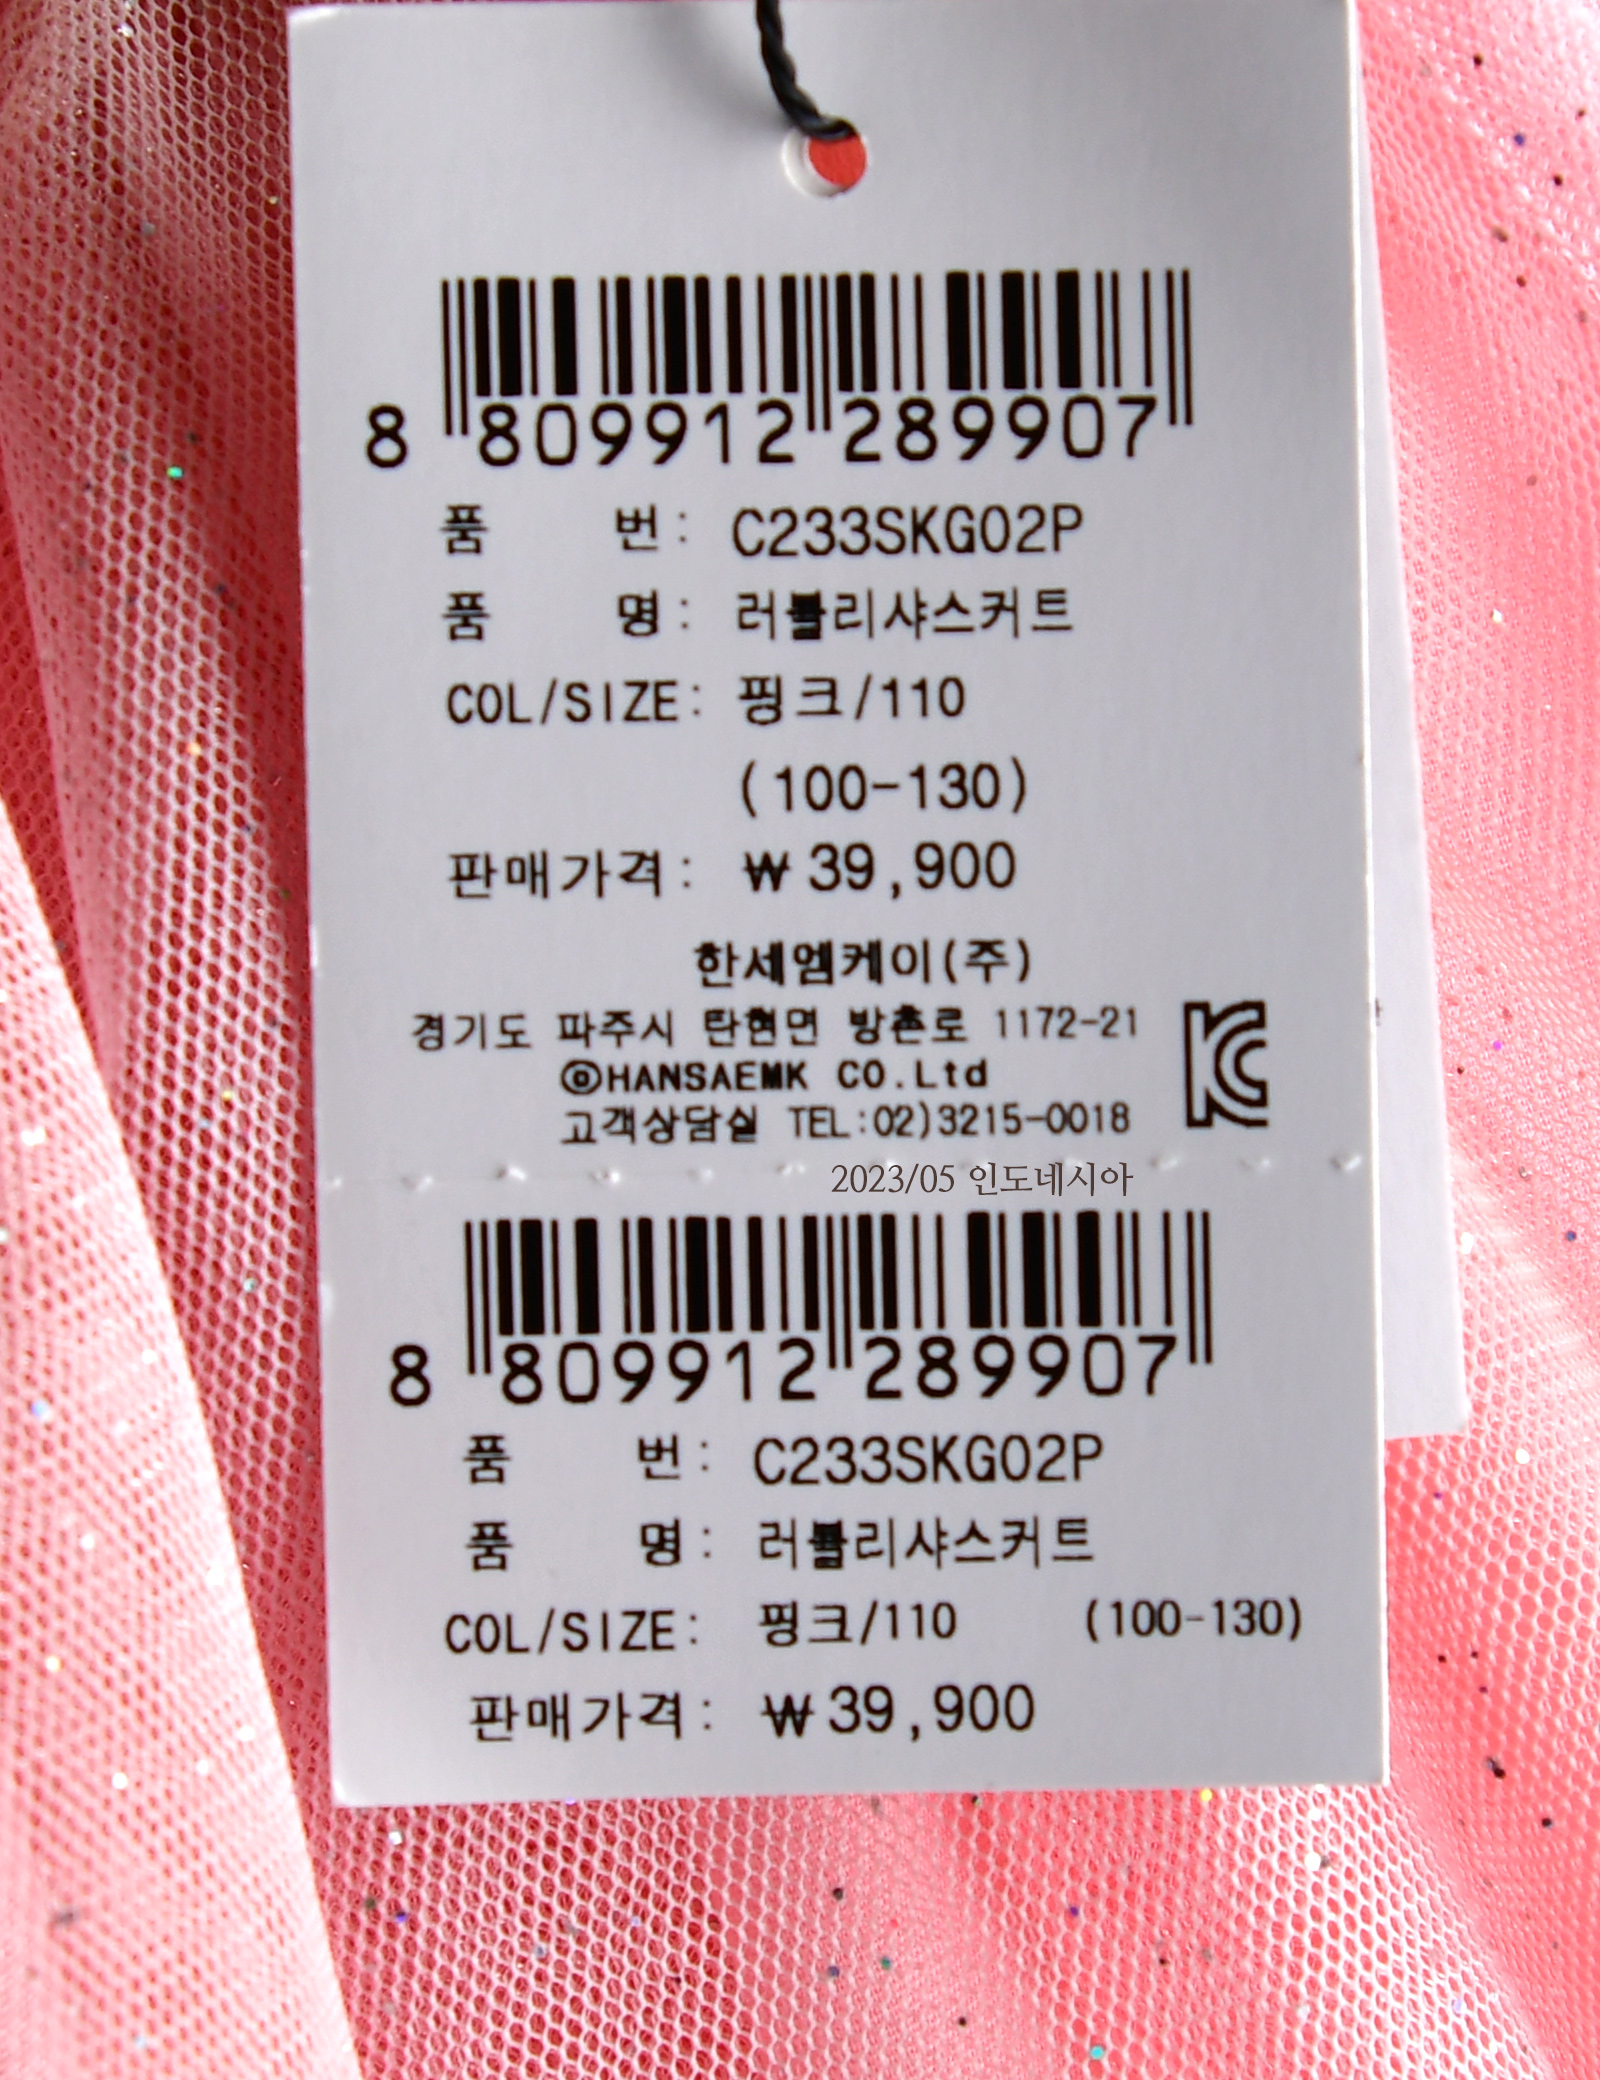 8 809912 289907
품 번: C233SKG02P
품 명: 러블리샤스커트
COL/SIZE: 핑크/110
(100-130)
판매가격: ₩39,900
한세엠케이(주)
경기도 파주시 탄현면 방촌로 1172-21
◎HANSAEMK CO.Ltd
고객상담실 TEL:02)3215-0018
KC
2023/05 인도네시아
8 809912 289907
품 번: C233SKG02P
품 명: 러블리샤스커트
COL/SIZE: 핑크/110 (100-130)
판매가격: ₩39,900